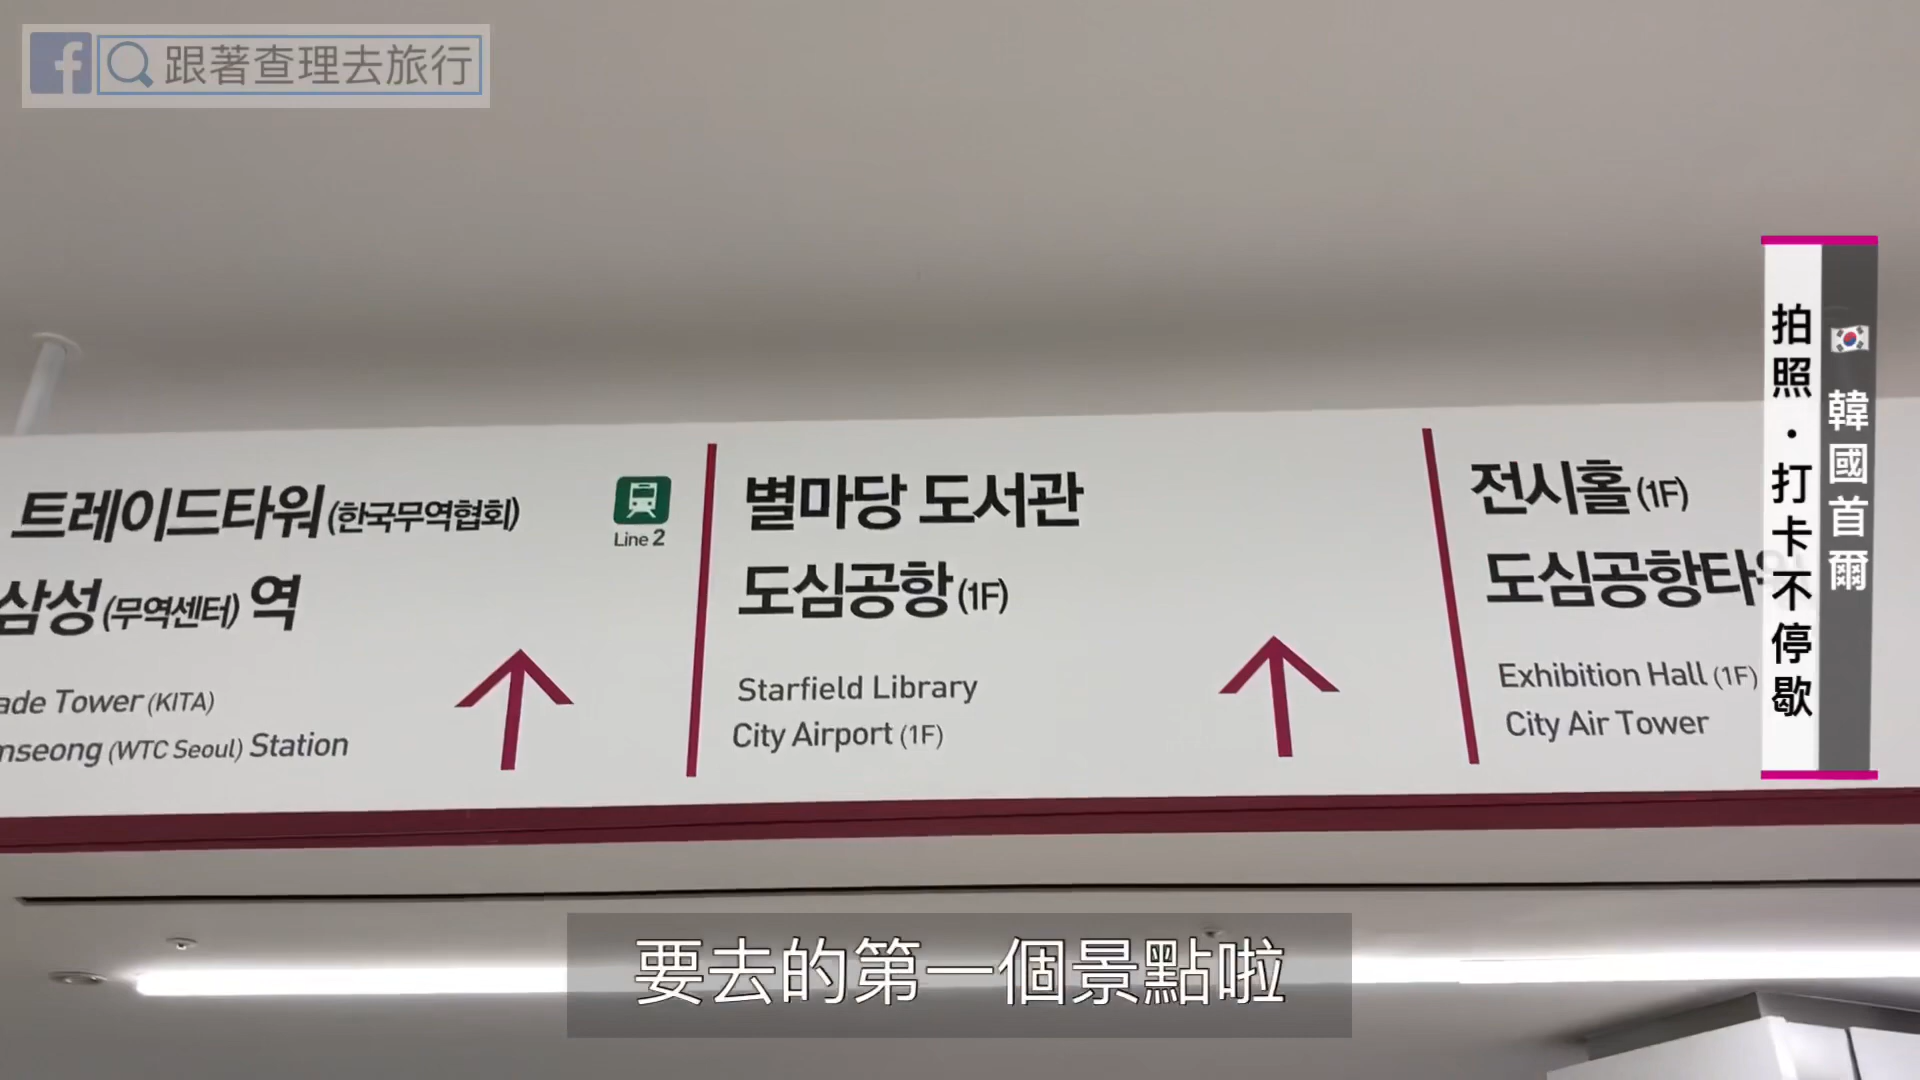 跟著查理去旅行
트레이드타워(한국무역협회)
삼성(무역센터)역
ade Tower (KITA)
mseong (WTC Seoul) Station
Line 2
별마당 도서관
도심공항(1F)
Starfield Library
City Airport (1F)
전시홀(1F)
도심공항타
Exhibition Hall (1F)
City Air Tower
韓國首爾
拍照·打卡不停歇
要去的第一個景點啦